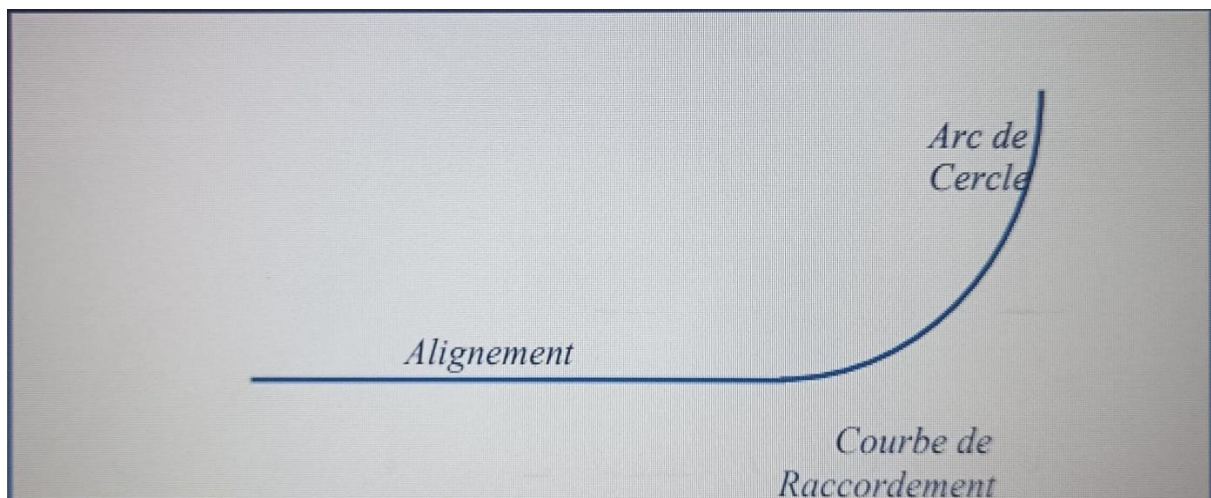 Arc de
Cercle
Alignement
Courbe de
Raccordement